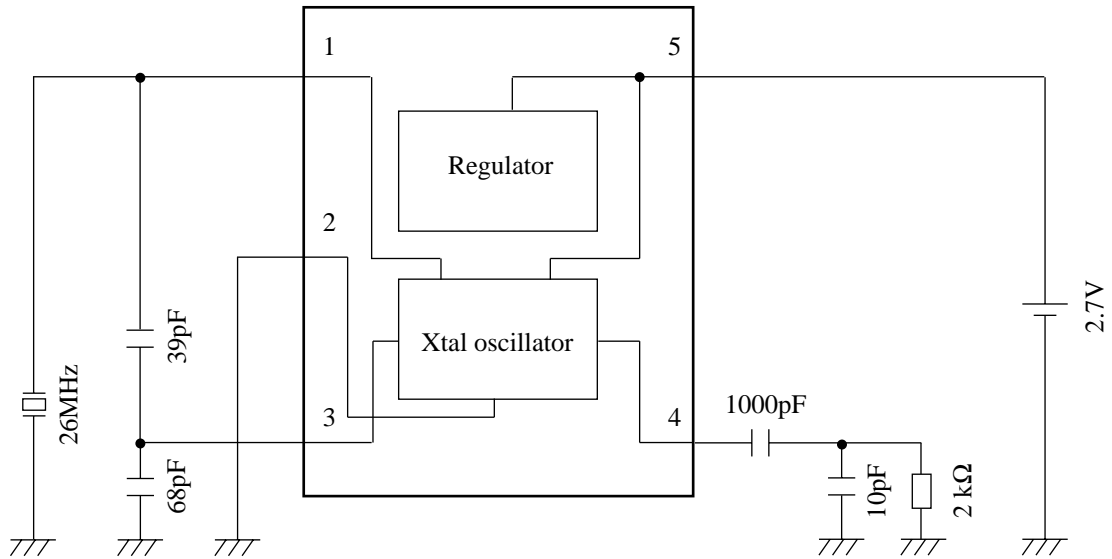 1
5
Regulator
2
Xtal oscillator
3
4
26MHz
39pF
68pF
1000pF
10pF
2 kΩ
2.7V